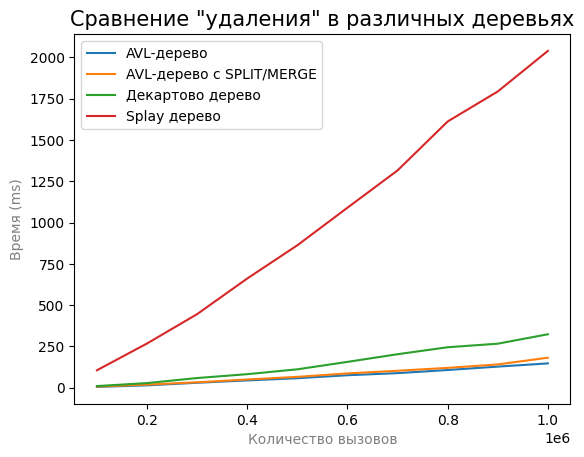 Сравнение "удаления" в различных деревьях
AVL-дерево
AVL-дерево с SPLIT/MERGE
Декартово дерево
Splay дерево
Время (ms)
2000
1750
1500
1250
1000
750
500
250
0
0.2
0.4
0.6
0.8
1.0
1e6
Количество вызовов